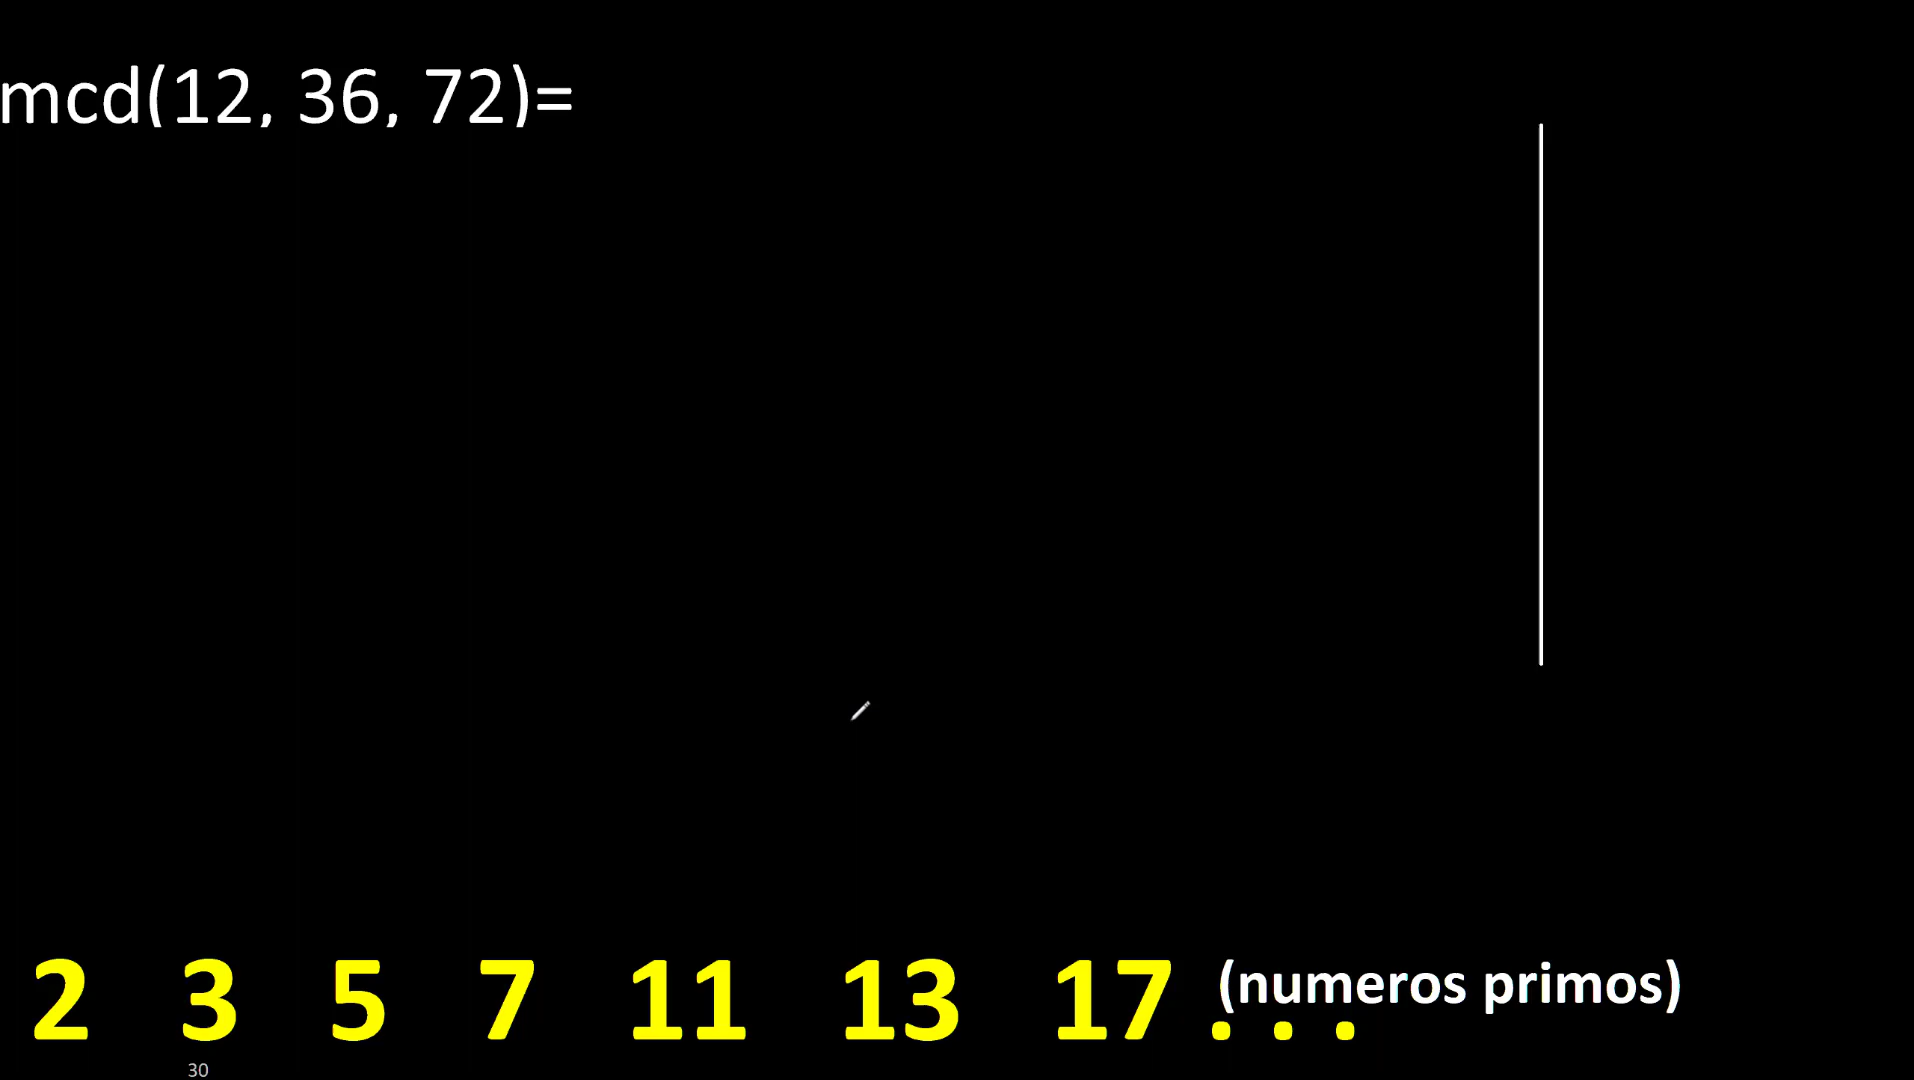 mcd(12, 36, 72)=
2 3 5 7 11 13 17 . . . (numeros primos)
30